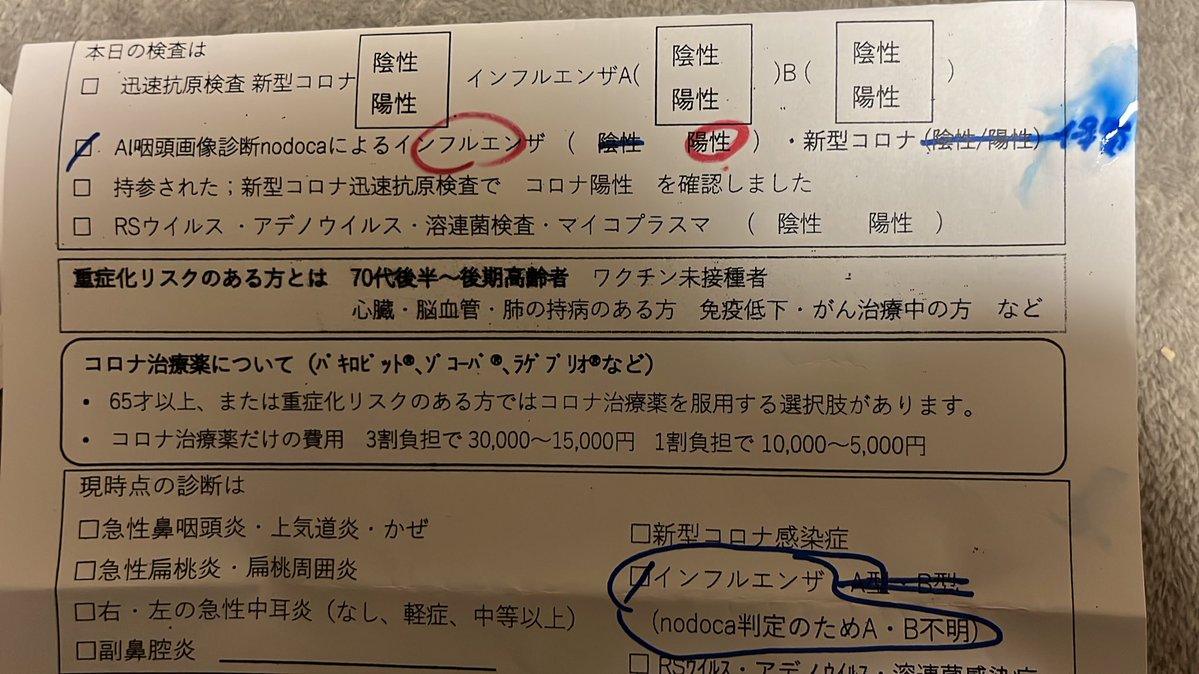 本日の検査は
□ 迅速抗原検査 新型コロナ 陰性 陽性 インフルエンザA( 陰性 陽性 )B( 陰性 陽性 )
□ AI咽頭画像診断nodocaによるインフルエンザ ( 陰性 陽性 ) ・新型コロナ(陰性/陽性)
□ 持参された；新型コロナ迅速抗原検査で コロナ陽性 を確認しました
□ RSウイルス・アデノウイルス・溶連菌検査・マイコプラズマ ( 陰性 陽性 )
重症化リスクのある方とは 70代後半〜後期高齢者 ワクチン未接種者
心臓・脳血管・肺の持病のある方 免疫低下・がん治療中の方 など
コロナ治療薬について (ﾊﾟｷﾛﾋﾞｯﾄ®、ｿﾞｺｰﾊﾞ®、ﾗｹﾞﾌﾞﾘｵ®など)
• 65才以上、または重症化リスクのある方ではコロナ治療薬を服用する選択肢があります。
• コロナ治療薬だけの費用 3割負担で 30,000〜15,000円 1割負担で 10,000〜5,000円
現時点の診断は
□急性鼻咽頭炎・上気道炎・かぜ
□急性扁桃炎・扁桃周囲炎
□右・左の急性中耳炎（なし、軽症、中等以上）
□副鼻腔炎
□新型コロナ感染症
□インフルエンザ A型・B型
(nodoca判定のためA・B不明)
□RSｳｲﾙｽ・アデノｳｲﾙｽ・溶連菌感染症